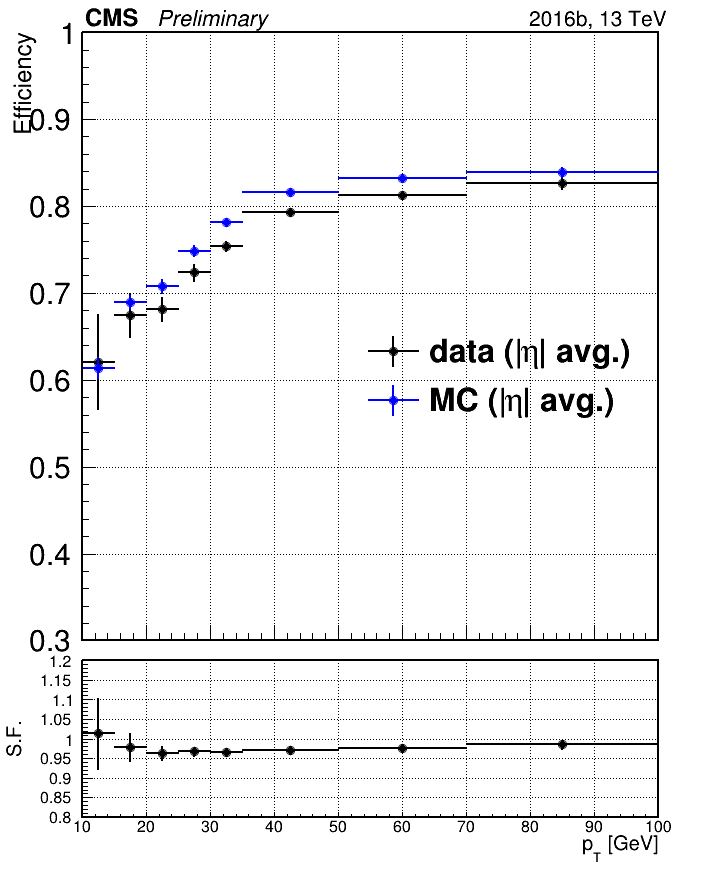 CMS Preliminary 2016b, 13 TeV
Efficiency
1
0.9
0.8
0.7
0.6
0.5
0.4
0.3
data (|η| avg.)
MC (|η| avg.)
S.F.
1.2
1.15
1.1
1.05
1
0.95
0.9
0.85
0.8
10 20 30 40 50 60 70 80 90 100
p_T [GeV]